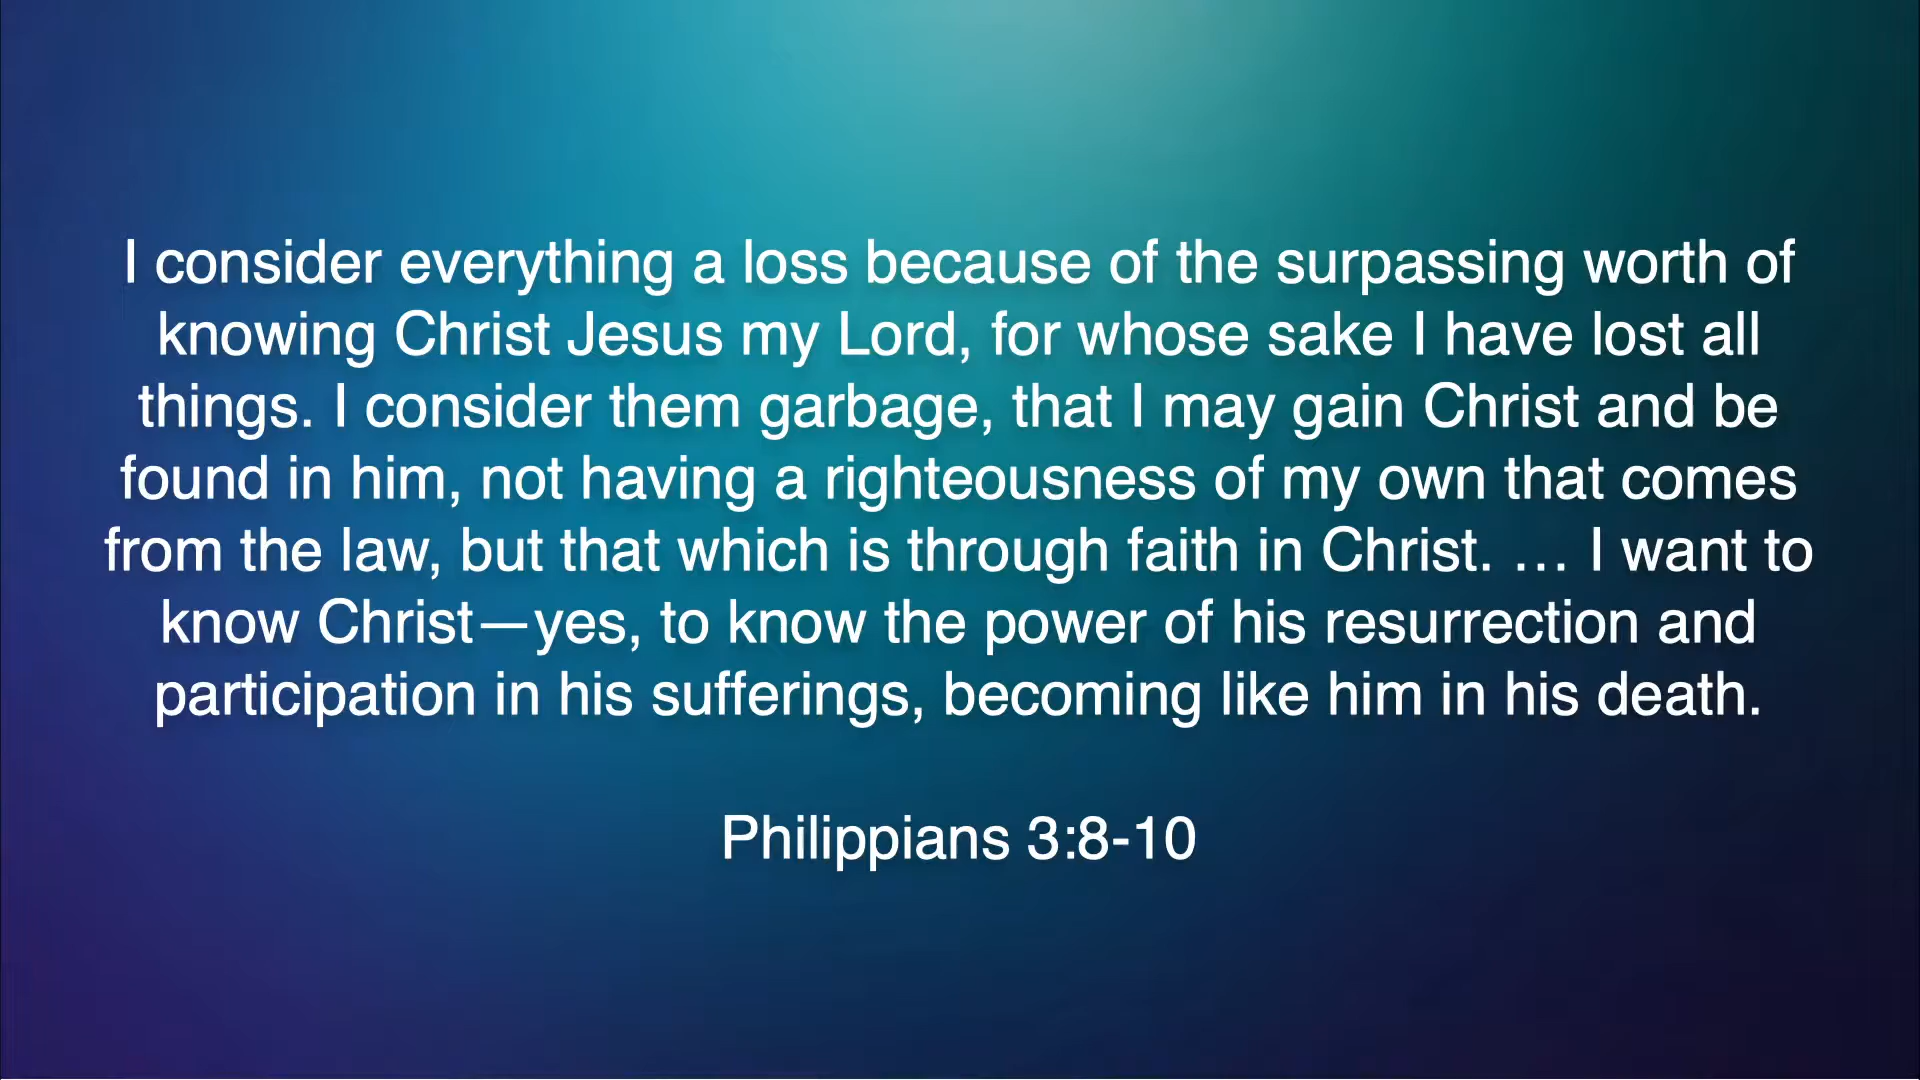 I consider everything a loss because of the surpassing worth of
knowing Christ Jesus my Lord, for whose sake I have lost all
things. I consider them garbage, that I may gain Christ and be
found in him, not having a righteousness of my own that comes
from the law, but that which is through faith in Christ. … I want to
know Christ—yes, to know the power of his resurrection and
participation in his sufferings, becoming like him in his death.
Philippians 3:8-10